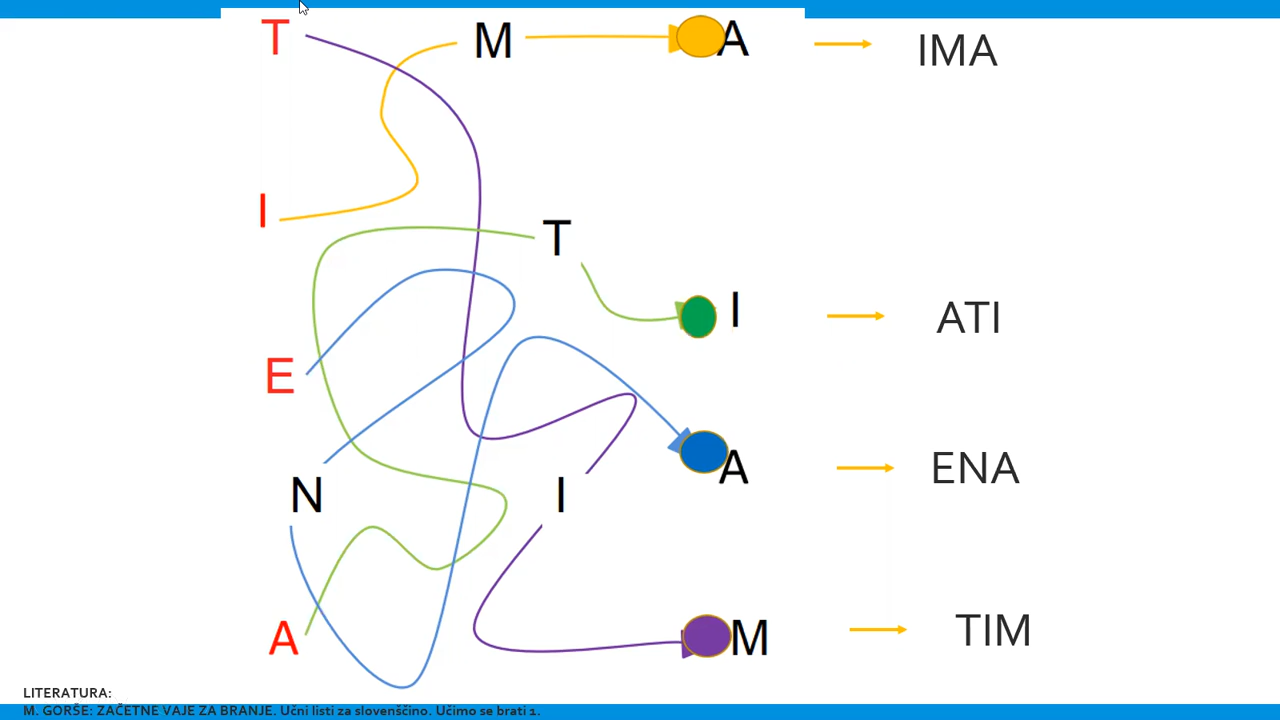 T M A IMA
I
T
I ATI
E
A ENA
N I
A M TIM
LITERATURA:
M. GORŠE: ZAČETNE VAJE ZA BRANJE. Učni listi za slovenščino. Učimo se brati 1.